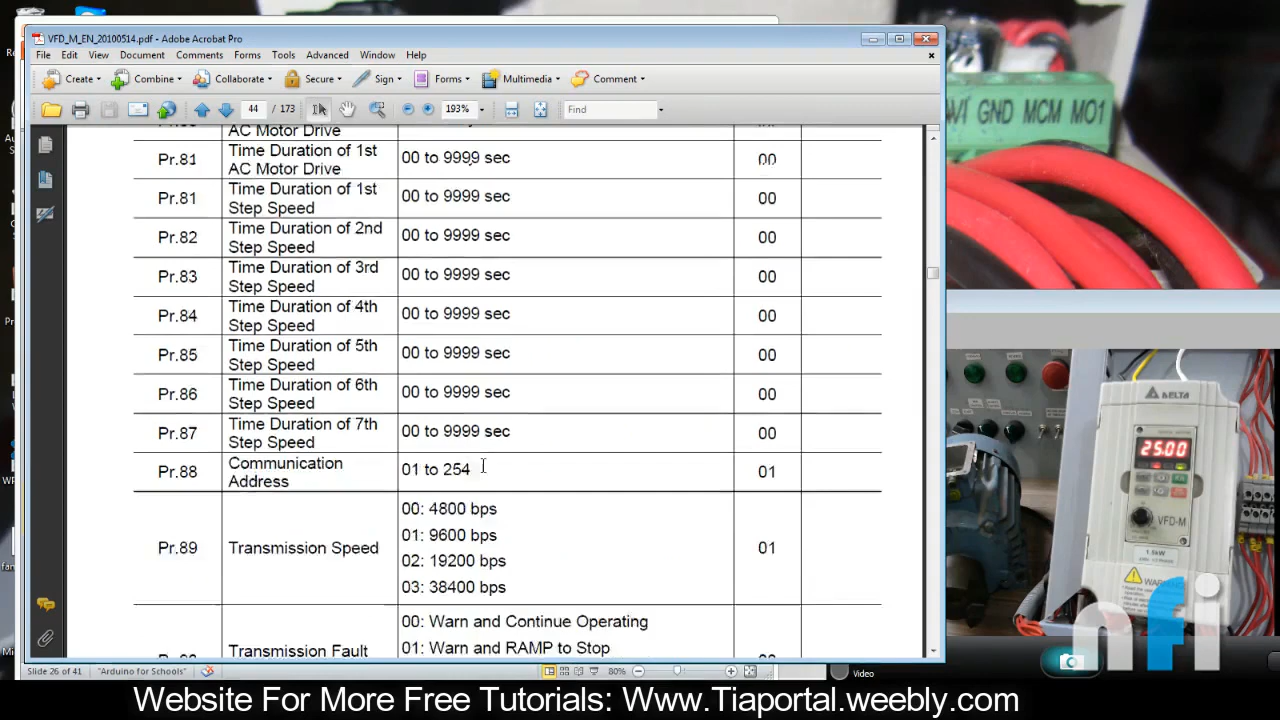 VFD_M_EN_20100514.pdf - Adobe Acrobat Pro
File Edit View Document Comments Forms Tools Advanced Window Help
Create Combine Collaborate Secure Sign Forms Multimedia Comment
44 / 173 193% Find
AC Motor Drive
Pr.81 Time Duration of 1st 00 to 9999 sec 00
AC Motor Drive
Pr.81 Time Duration of 1st 00 to 9999 sec 00
Step Speed
Pr.82 Time Duration of 2nd 00 to 9999 sec 00
Step Speed
Pr.83 Time Duration of 3rd 00 to 9999 sec 00
Step Speed
Pr.84 Time Duration of 4th 00 to 9999 sec 00
Step Speed
Pr.85 Time Duration of 5th 00 to 9999 sec 00
Step Speed
Pr.86 Time Duration of 6th 00 to 9999 sec 00
Step Speed
Pr.87 Time Duration of 7th 00 to 9999 sec 00
Step Speed
Pr.88 Communication 01 to 254 01
Address
00: 4800 bps
01: 9600 bps
Pr.89 Transmission Speed 01
02: 19200 bps
03: 38400 bps
00: Warn and Continue Operating
Transmission Fault 01: Warn and RAMP to Stop
Slide 26 of 41 "Arduino for Schools" 80%
Video
AVI GND MCM MO1
DELTA
25.00
VFD-M
1.5kW
WARNING
nfi
Website For More Free Tutorials: Www.Tiaportal.weebly.com